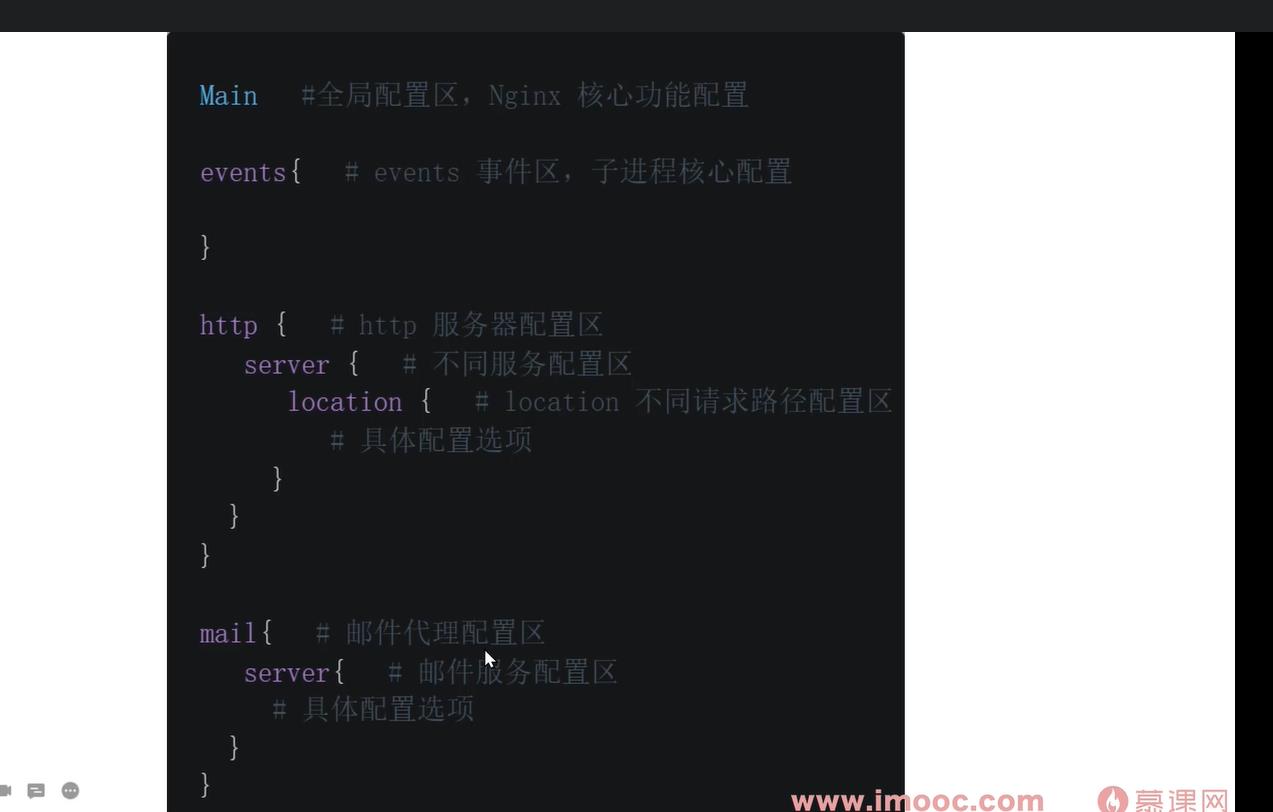 Main   #全局配置区，Nginx 核心功能配置
events{   # events 事件区，子进程核心配置
}
http {   # http 服务器配置区
   server {   # 不同服务配置区
      location {   # location 不同请求路径配置区
         # 具体配置选项
     }
  }
}
mail{   # 邮件代理配置区
   server{   # 邮件服务配置区
     # 具体配置选项
  }
}
www.imooc.com 慕课网